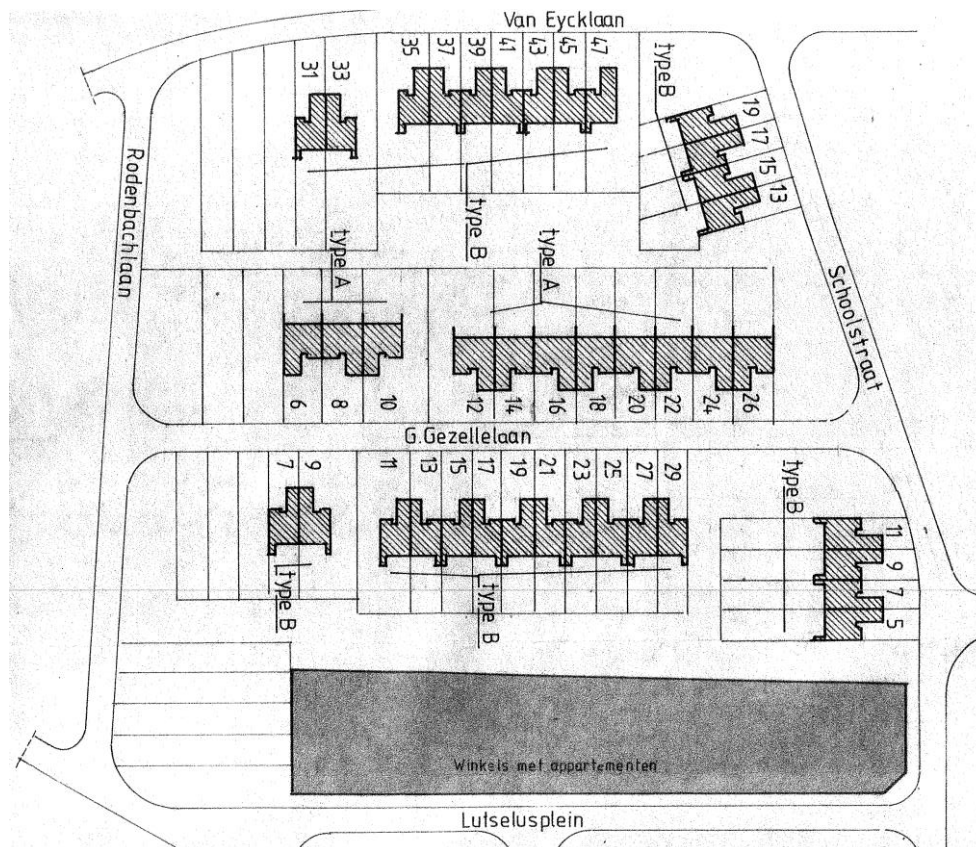 Van Eycklaan
31 33
35 37 39 41 43 45 47
type B
19
17
15
13
Rodenbachlaan
type B
type A
type A
Schoolstraat
6 8 10
12 14 16 18 20 22 24 26
G.Gezellelaan
7 9
11 13 15 17 19 21 23 25 27 29
type B
11
9
7
5
type B
type B
Winkels met appartementen
Lutselusplein